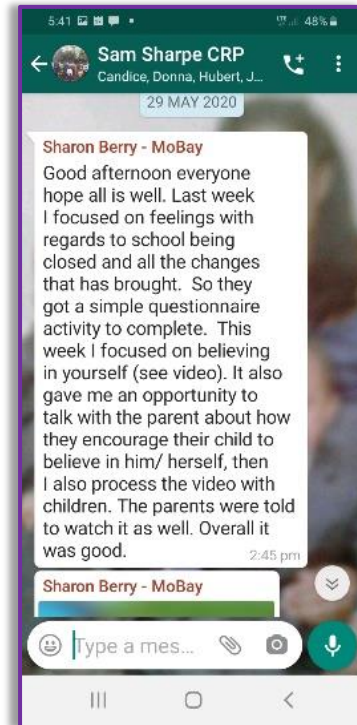 5:41
48%
Sam Sharpe CRP
Candice, Donna, Hubert, J...
29 MAY 2020
Sharon Berry - MoBay
Good afternoon everyone
hope all is well. Last week
I focused on feelings with
regards to school being
closed and all the changes
that has brought.  So they
got a simple questionnaire
activity to complete.  This
week I focused on believing
in yourself (see video). It also
gave me an opportunity to
talk with the parent about how
they encourage their child to
believe in him/ herself, then
I also process the video with
children. The parents were told
to watch it as well. Overall it
was good.
2:45 pm
Sharon Berry - MoBay
Type a mes...